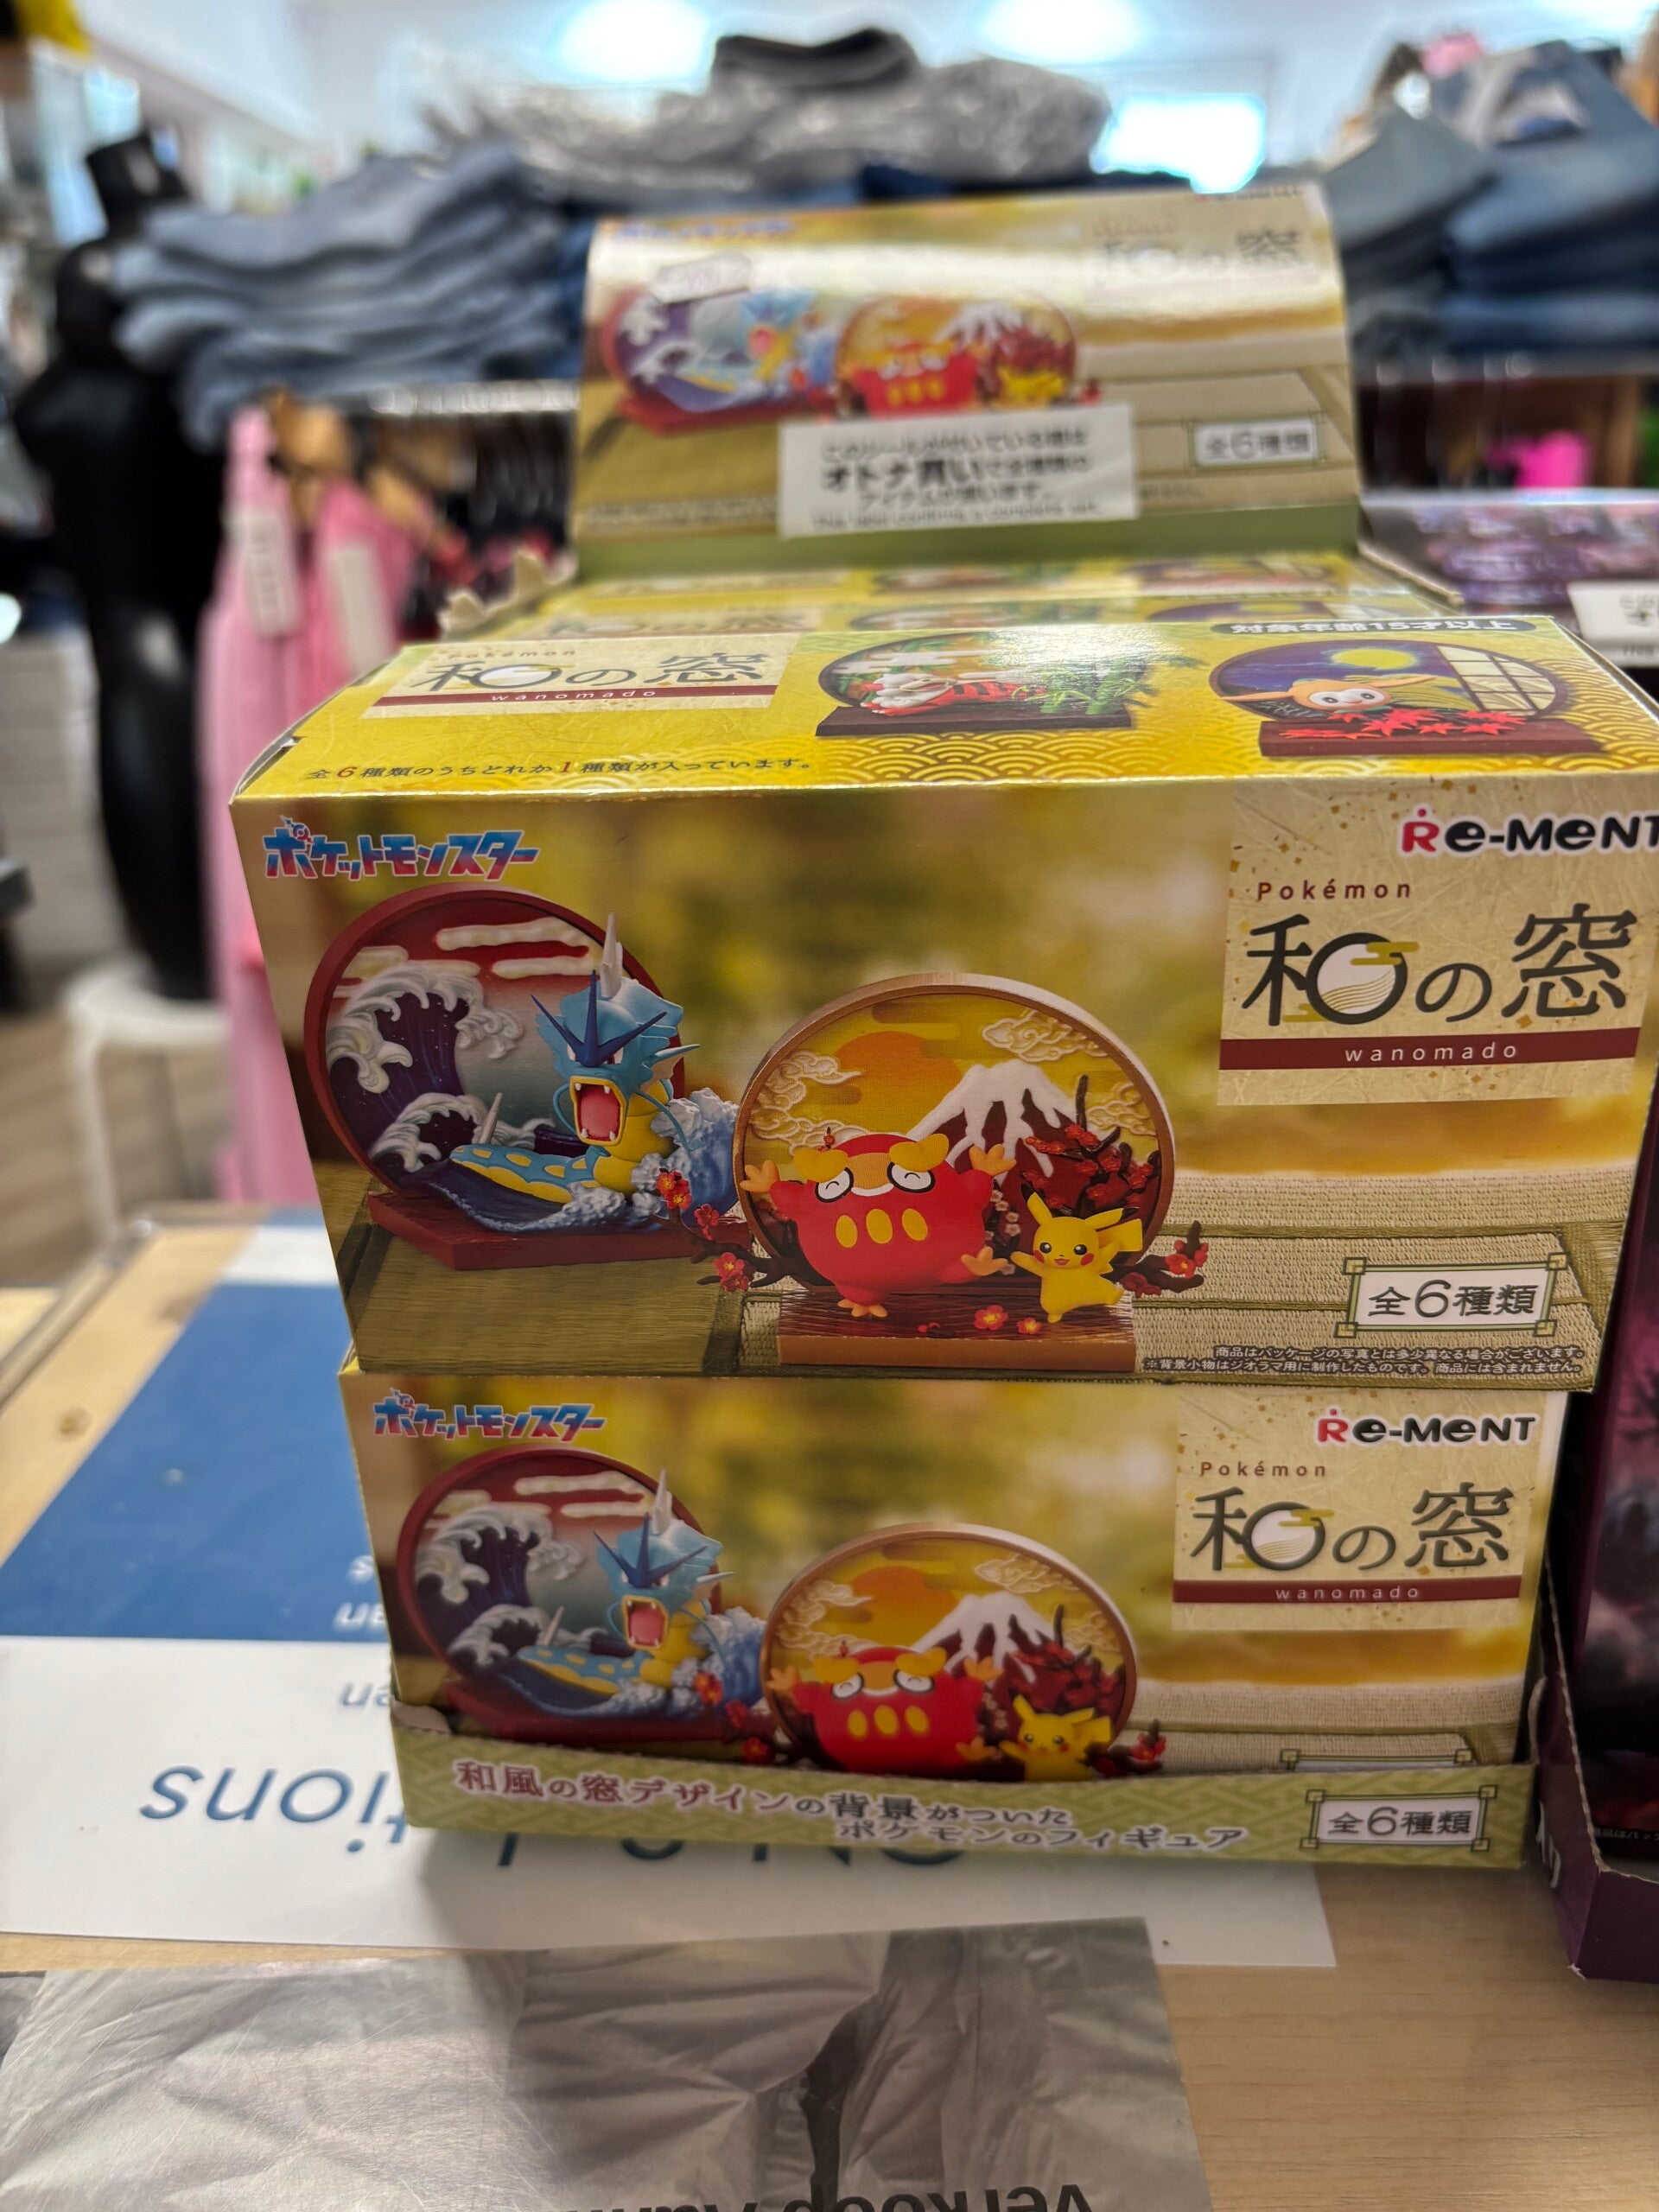 和の窓
全6種類
オトナ買い
Pokémon
和の窓
wanomado
対象年齢15才以上
全6種類のうちどれか1種類が入っています。
ポケットモンスター
Re-MeNT
Pokémon
和の窓
wanomado
全6種類
商品はパッケージの写真とは多少異なる場合がございます。
※背景小物はジオラマ用に制作したものです。商品には含まれません。
ポケットモンスター
Re-MeNT
Pokémon
和の窓
wanomado
和風の窓デザインの背景がついた
ポケモンのフィギュア
全6種類
tions
verkoop